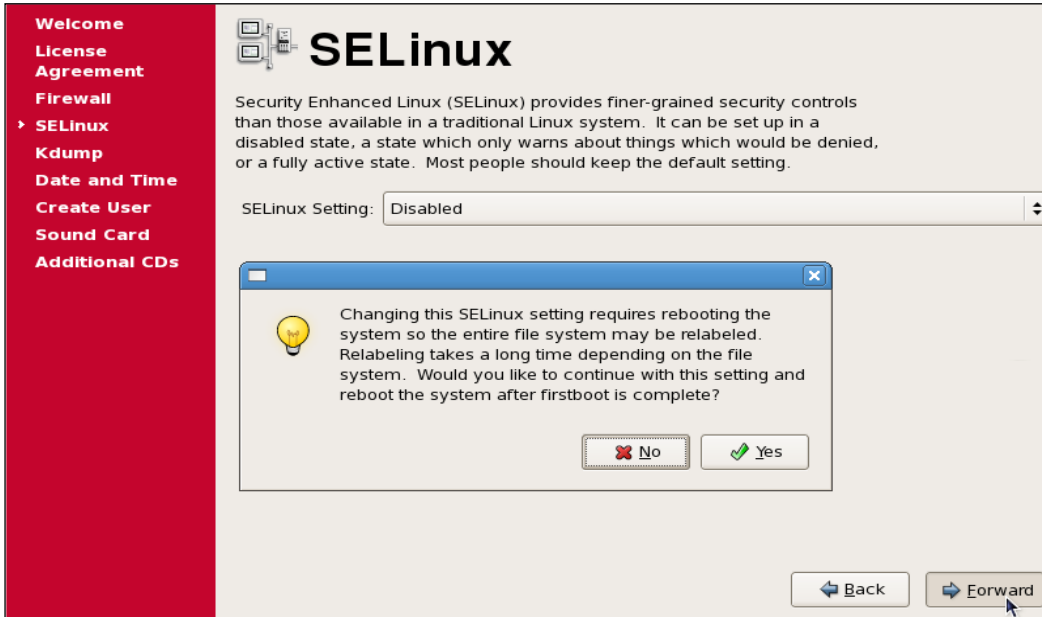 Welcome
License
Agreement
Firewall
SELinux
Kdump
Date and Time
Create User
Sound Card
Additional CDs
SELinux
Security Enhanced Linux (SELinux) provides finer-grained security controls
than those available in a traditional Linux system.  It can be set up in a
disabled state, a state which only warns about things which would be denied,
or a fully active state.  Most people should keep the default setting.
SELinux Setting: Disabled
Changing this SELinux setting requires rebooting the
system so the entire file system may be relabeled.
Relabeling takes a long time depending on the file
system.  Would you like to continue with this setting and
reboot the system after firstboot is complete?
No Yes
Back Forward